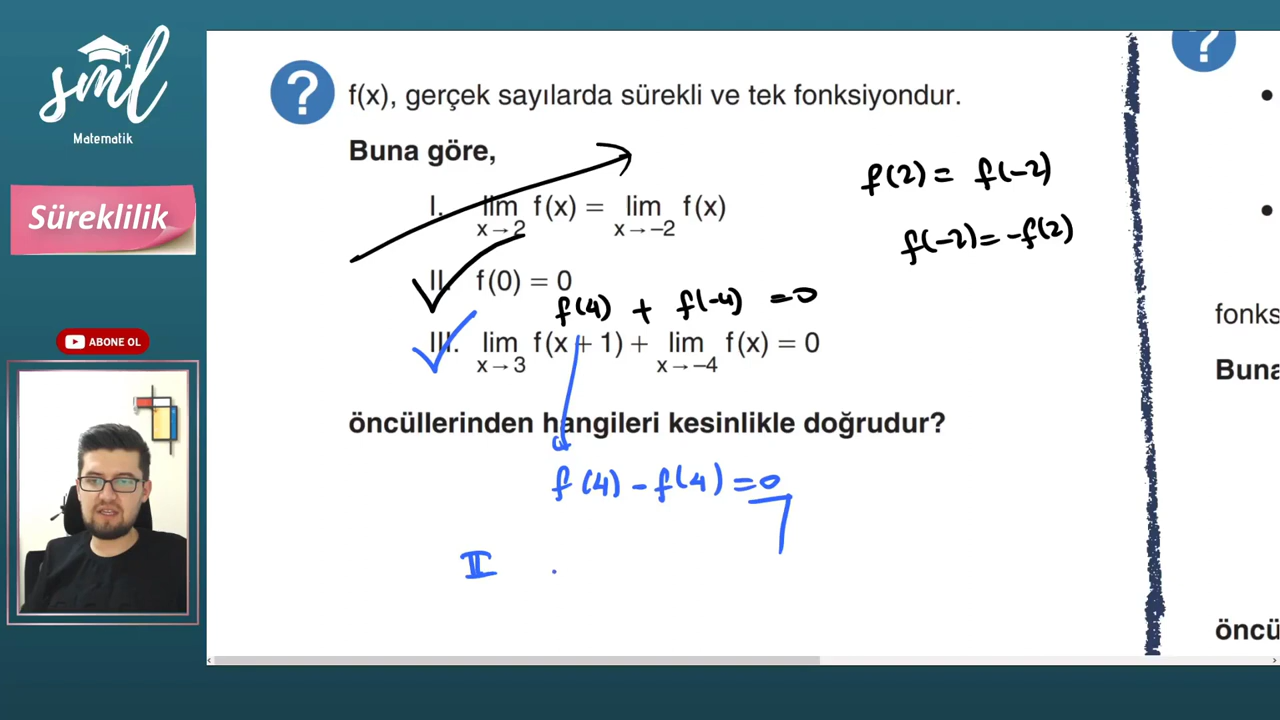 sml
Matematik
Süreklilik
ABONE OL
?
f(x), gerçek sayılarda sürekli ve tek fonksiyondur.
Buna göre,
I. lim x→2 f(x) = lim x→−2 f(x)
f(2) = f(-2)
f(-2) = -f(2)
II. f(0) = 0
f(4) + f(-4) = 0
III. lim x→3 f(x + 1) + lim x→−4 f(x) = 0
öncüllerinden hangileri kesinlikle doğrudur?
f(4) - f(4) = 0
II
?
fonks
Buna
öncü